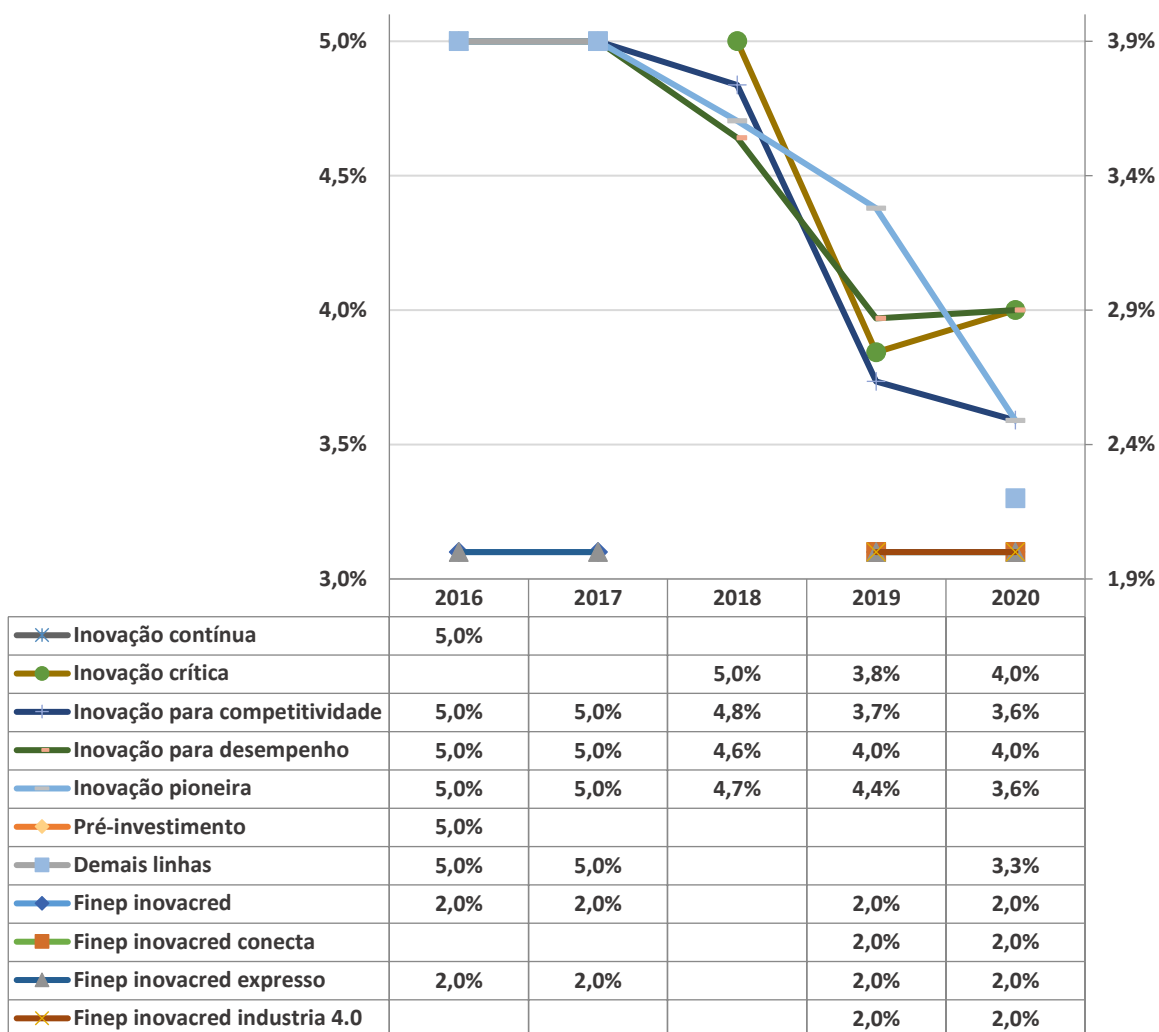 5,0% 3,9%
4,5% 3,4%
4,0% 2,9%
3,5% 2,4%
3,0% 1,9%
2016 2017 2018 2019 2020
Inovação contínua 5,0%
Inovação crítica 5,0% 3,8% 4,0%
Inovação para competitividade 5,0% 5,0% 4,8% 3,7% 3,6%
Inovação para desempenho 5,0% 5,0% 4,6% 4,0% 4,0%
Inovação pioneira 5,0% 5,0% 4,7% 4,4% 3,6%
Pré-investimento 5,0%
Demais linhas 5,0% 5,0% 3,3%
Finep inovacred 2,0% 2,0% 2,0% 2,0%
Finep inovacred conecta 2,0% 2,0%
Finep inovacred expresso 2,0% 2,0% 2,0% 2,0%
Finep inovacred industria 4.0 2,0% 2,0%